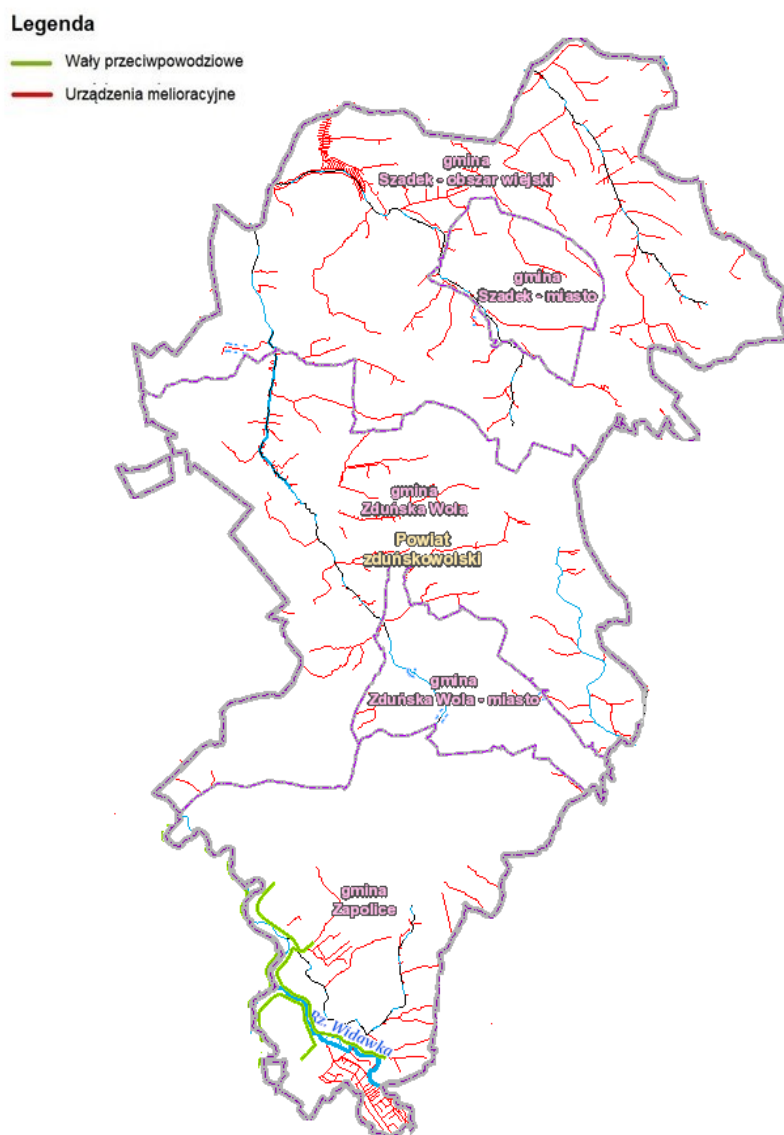 Legenda
Wały przeciwpowodziowe
Urządzenia melioracyjne
gmina
Szadek - obszar wiejski
gmina
Szadek - miasto
gmina
Zduńska Wola
Powiat
zduńskowolski
gmina
Zduńska Wola - miasto
gmina
Zapolice
Rz. Widawka